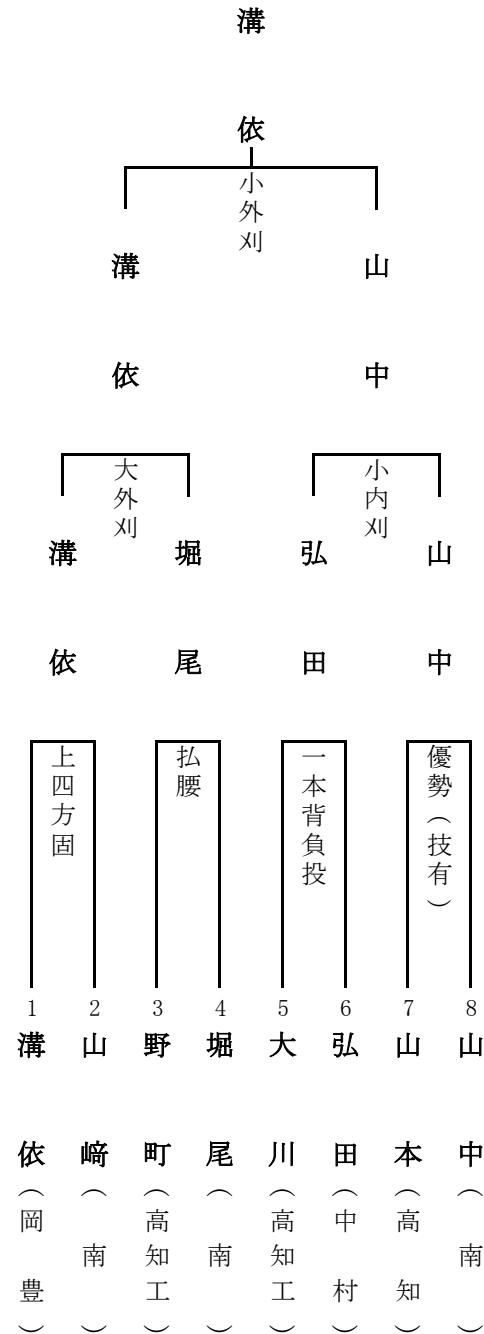 溝依
小外刈
溝依
山中
大外刈
小内刈
溝依
堀尾
弘田
山中
上四方固
払腰
一本背負投
優勢（技有）
1 2 3 4 5 6 7 8
溝依（岡豊）
山﨑（南）
野町（高知工）
堀尾（南）
大川（高知工）
弘田（中村）
山本（高知）
山中（南）